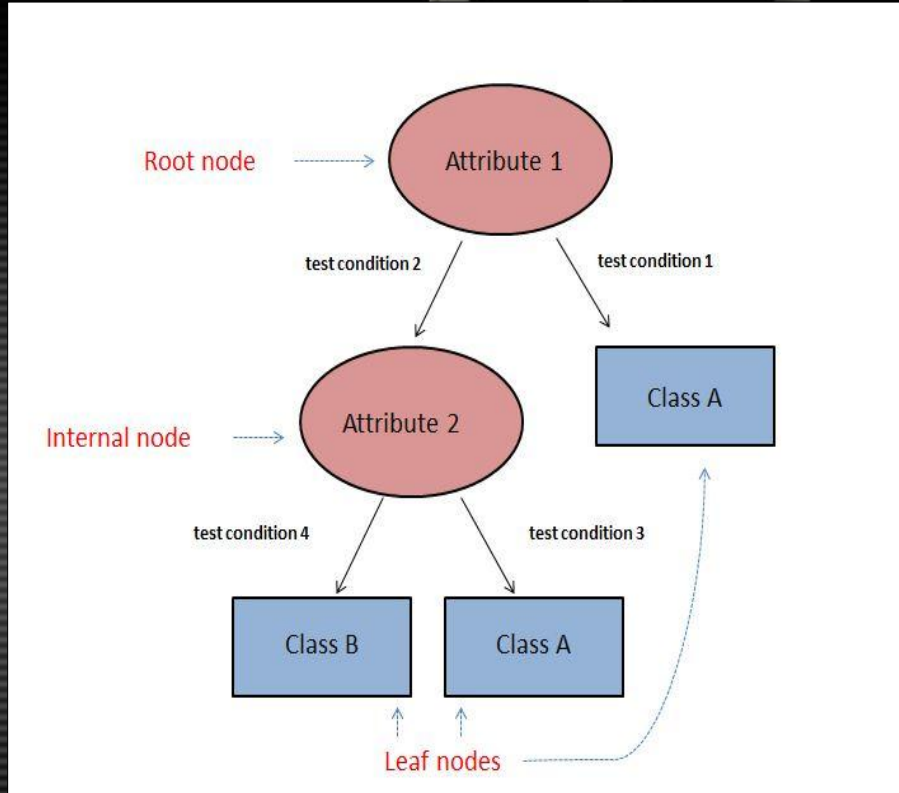 Root node
Attribute 1
test condition 2
test condition 1
Class A
Internal node
Attribute 2
test condition 4
test condition 3
Class B
Class A
Leaf nodes